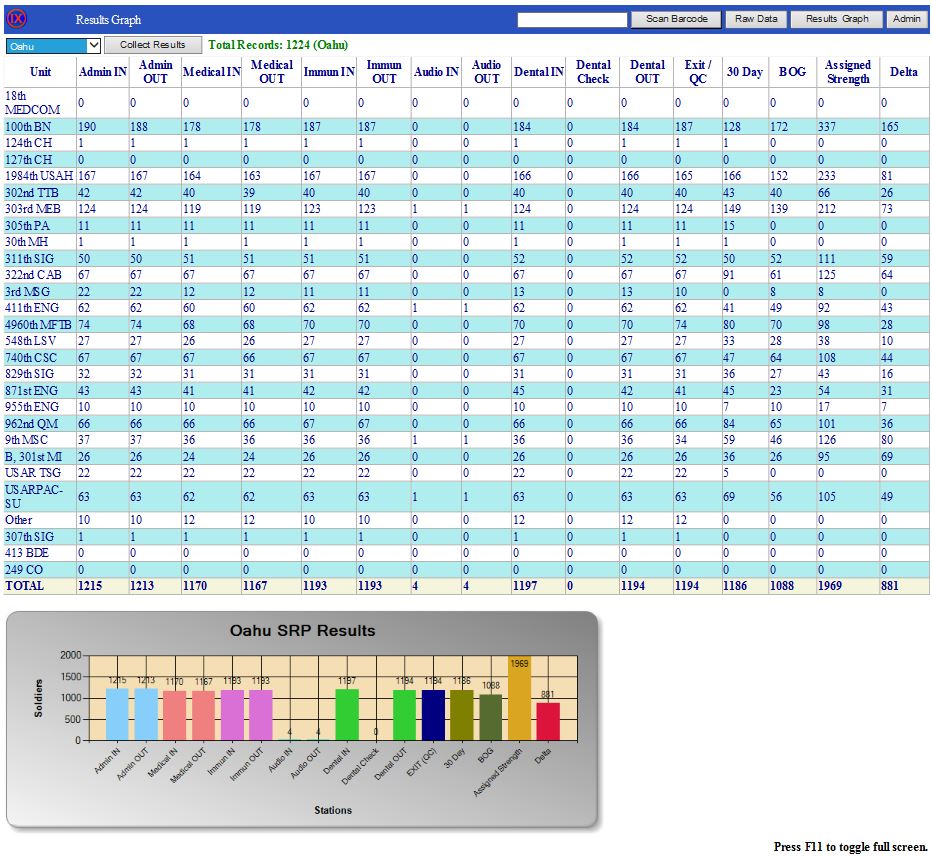 IX Results Graph Scan Barcode Raw Data Results Graph Admin
Oahu Collect Results Total Records: 1224 (Oahu)
Unit Admin IN Admin OUT Medical IN Medical OUT Immun IN Immun OUT Audio IN Audio OUT Dental IN Dental Check Dental OUT Exit / QC 30 Day BOG Assigned Strength Delta
18th MEDCOM 0 0 0 0 0 0 0 0 0 0 0 0 0 0 0 0
100th BN 190 188 178 178 187 187 0 0 184 0 184 187 128 172 337 165
124th CH 1 1 1 1 1 1 0 0 1 0 1 1 1 0 0 0
127th CH 0 0 0 0 0 0 0 0 0 0 0 0 0 0 0 0
1984th USAH 167 167 164 163 167 167 0 0 166 0 166 165 166 152 233 81
302nd TTB 42 42 40 39 40 40 0 0 40 0 40 40 43 40 66 26
303rd MEB 124 124 119 119 123 123 1 1 124 0 124 124 149 139 212 73
305th PA 11 11 11 11 11 11 0 0 11 0 11 11 15 0 0 0
30th MH 1 1 1 1 1 1 0 0 1 0 1 1 1 0 0 0
311th SIG 50 50 51 51 51 51 0 0 52 0 52 52 50 52 111 59
322nd CAB 67 67 67 67 67 67 0 0 67 0 67 67 91 61 125 64
3rd MSG 22 22 12 12 11 11 0 0 13 0 13 10 0 8 8 0
411th ENG 62 62 60 60 62 62 1 1 62 0 62 62 41 49 92 43
4960th MFTB 74 74 68 68 70 70 0 0 70 0 70 74 80 70 98 28
548th LSV 27 27 26 26 27 27 0 0 27 0 27 27 33 28 38 10
740th CSC 67 67 67 66 67 67 0 0 67 0 67 67 47 64 108 44
829th SIG 32 32 31 31 31 31 0 0 31 0 31 31 36 27 43 16
871st ENG 43 43 41 41 42 42 0 0 45 0 42 41 45 23 54 31
955th ENG 10 10 10 10 10 10 0 0 10 0 10 10 7 10 17 7
962nd QM 66 66 66 66 67 67 0 0 66 0 66 66 84 65 101 36
9th MSC 37 37 36 36 36 36 1 1 36 0 36 34 59 46 126 80
B, 301st MI 26 26 24 24 26 26 0 0 26 0 26 26 36 26 95 69
USAR TSG 22 22 22 22 22 22 0 0 22 0 22 22 5 0 0 0
USARPAC-SU 63 63 62 62 63 63 1 1 63 0 63 63 69 56 105 49
Other 10 10 12 12 10 10 0 0 12 0 12 12 0 0 0 0
307th SIG 1 1 1 1 1 1 0 0 1 0 1 1 0 0 0 0
413 BDE 0 0 0 0 0 0 0 0 0 0 0 0 0 0 0 0
249 CO 0 0 0 0 0 0 0 0 0 0 0 0 0 0 0 0
TOTAL 1215 1213 1170 1167 1193 1193 4 4 1197 0 1194 1194 1186 1088 1969 881
Oahu SRP Results
Soldiers
2000
1500
1000
500
0
1215 1213 1170 1167 1193 1193 4 4 1197 0 1194 1194 1186 1088 1969 881
Admin IN Admin OUT Medical IN Medical OUT Immun IN Immun OUT Audio IN Audio OUT Dental IN Dental Check Dental OUT EXIT (QC) 30 Day BOG Assigned Strength Delta
Stations
Press F11 to toggle full screen.